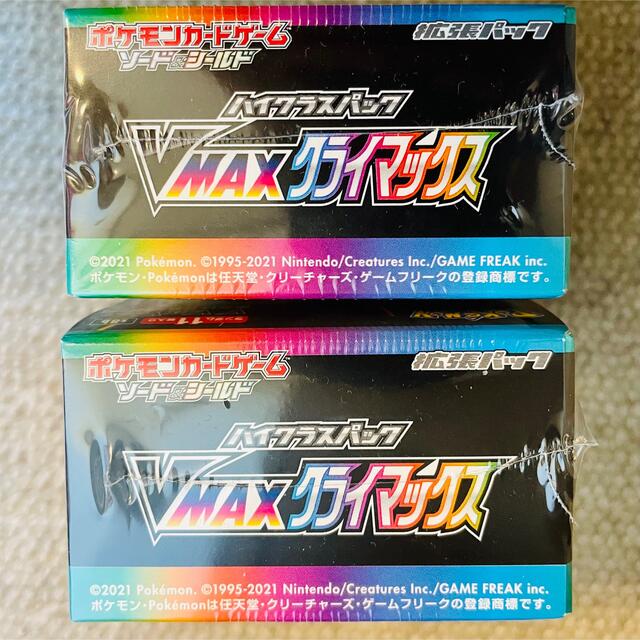 ポケモンカードゲーム
ソード&シールド
拡張パック
ハイクラスパック
VMAXクライマックス
©2021 Pokémon. ©1995-2021 Nintendo/Creatures Inc./GAME FREAK inc.
ポケモン・Pokémonは任天堂・クリーチャーズ・ゲームフリークの登録商標です。
ポケモンカードゲーム
ソード&シールド
拡張パック
ハイクラスパック
VMAXクライマックス
©2021 Pokémon. ©1995-2021 Nintendo/Creatures Inc./GAME FREAK inc.
ポケモン・Pokémonは任天堂・クリーチャーズ・ゲームフリークの登録商標です。